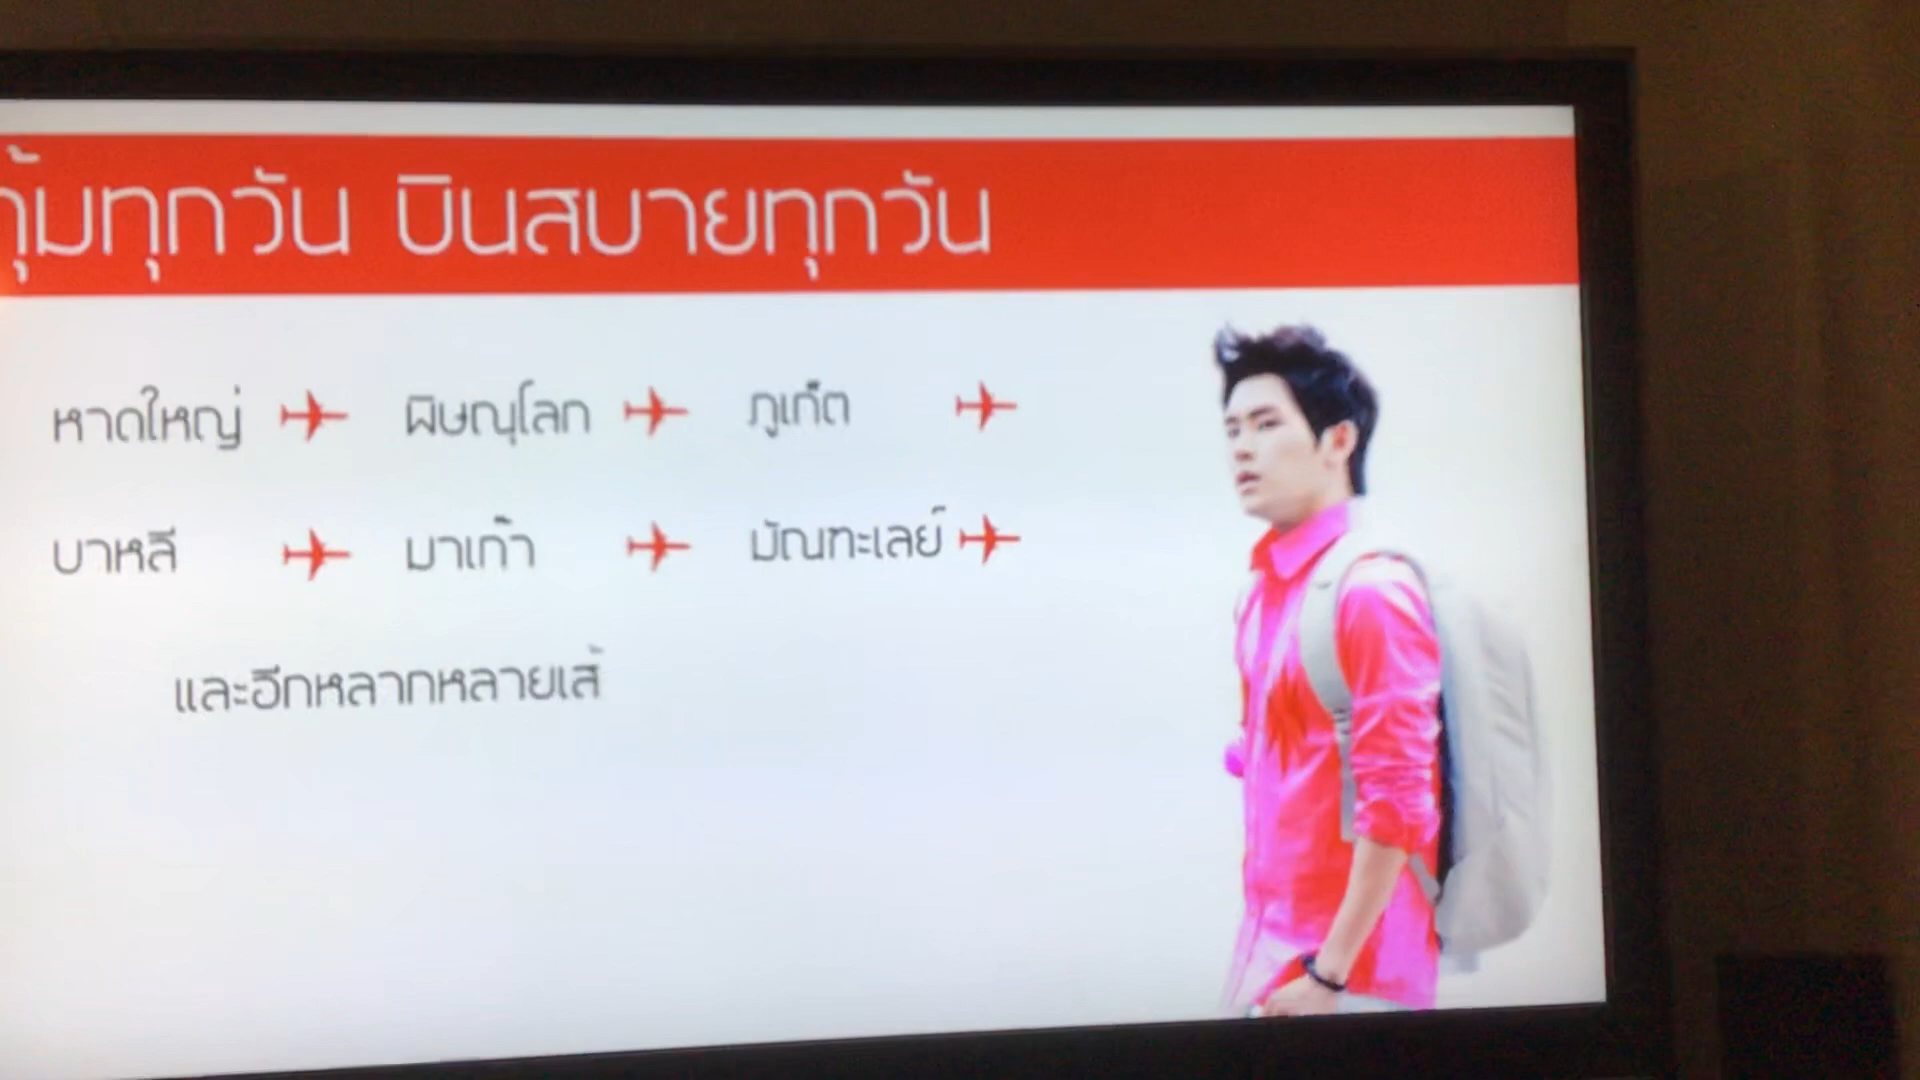 คุ้มทุกวัน บินสบายทุกวัน
หาดใหญ่ พิษณุโลก ภูเก็ต
บาหลี มาเก๊า มัณฑะเลย์
และอีกหลากหลายเส้